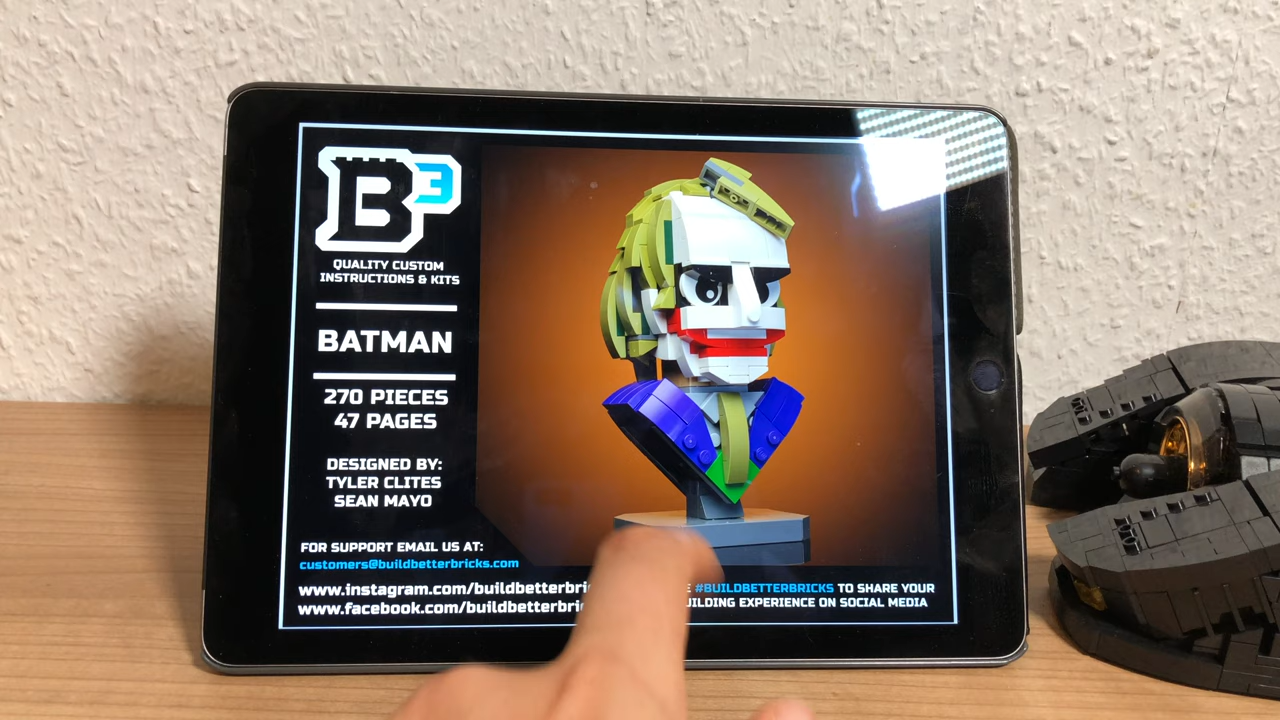 B3
QUALITY CUSTOM
INSTRUCTIONS & KITS
BATMAN
270 PIECES
47 PAGES
DESIGNED BY:
TYLER CLITES
SEAN MAYO
FOR SUPPORT EMAIL US AT:
customers@buildbetterbricks.com
www.instagram.com/buildbetterbri
www.facebook.com/buildbetterbri
#BUILDBETTERBRICKS TO SHARE YOUR
UILDING EXPERIENCE ON SOCIAL MEDIA